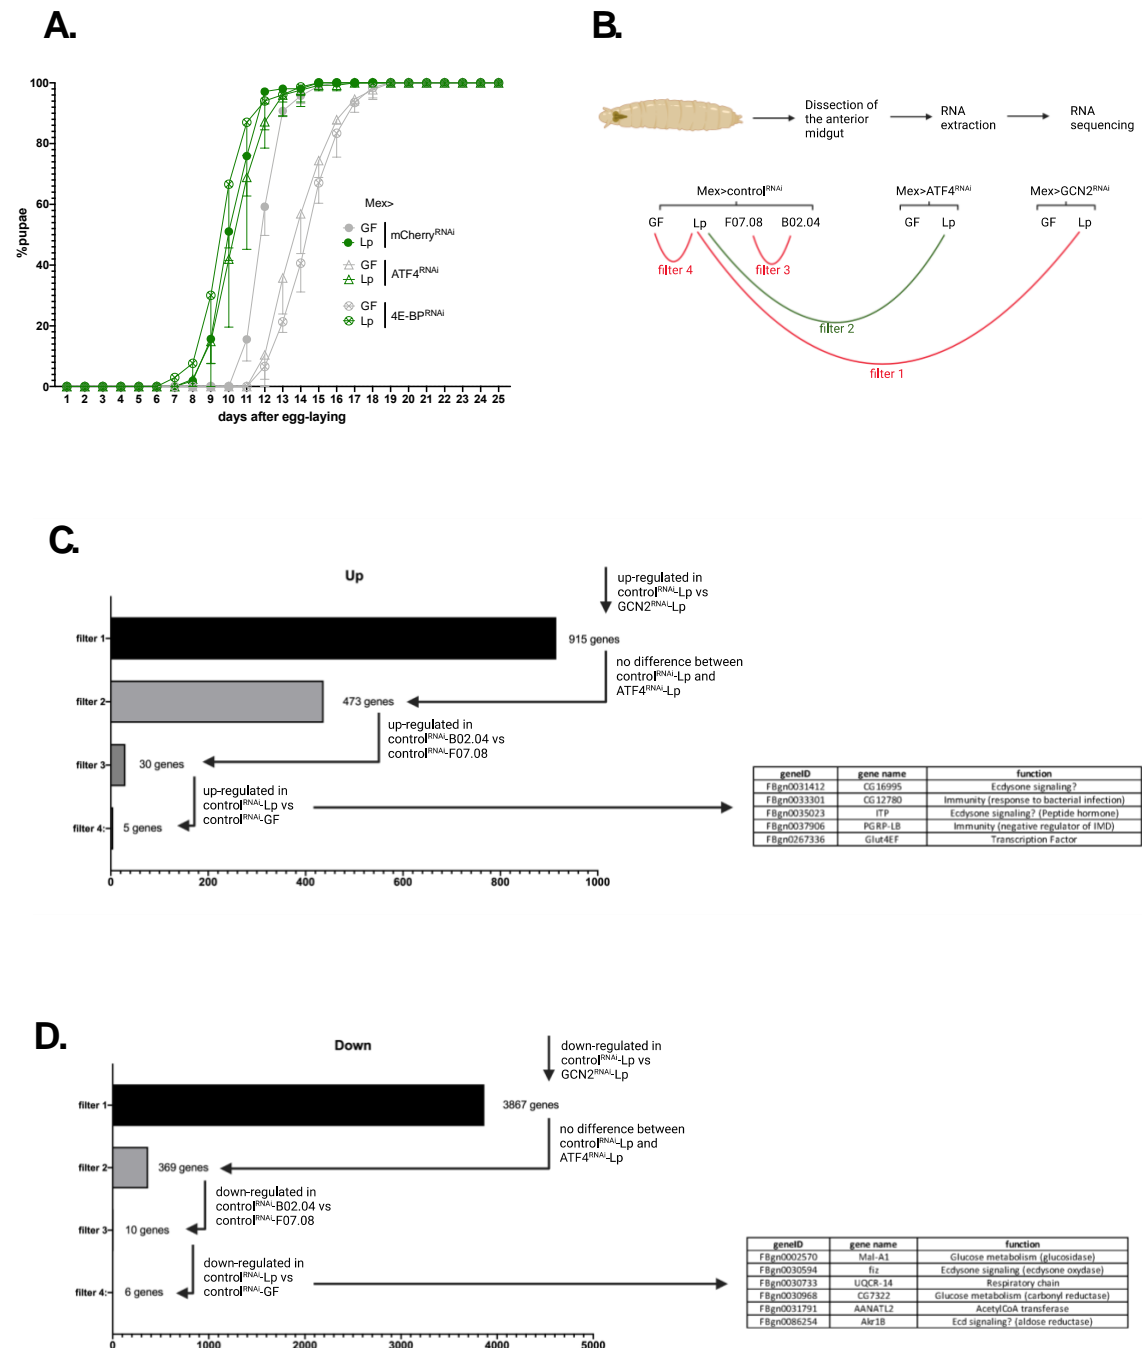 A.
100
80
60
40
20
0
%pupae
1 2 3 4 5 6 7 8 9 10 11 12 13 14 15 16 17 18 19 20 21 22 23 24 25
days after egg-laying
Mex>
GF
Lp
mCherryRNAi
GF
Lp
ATF4RNAi
GF
Lp
4E-BPRNAi
B.
Dissection of
the anterior
midgut
RNA
extraction
RNA
sequencing
Mex>controlRNAi
Mex>ATF4RNAi
Mex>GCN2RNAi
GF Lp F07.08 B02.04
GF Lp
GF Lp
filter 4
filter 3
filter 2
filter 1
C.
Up
up-regulated in
controlRNAi-Lp vs
GCN2RNAi-Lp
filter 1
915 genes
no difference between
controlRNAi-Lp and
ATF4RNAi-Lp
filter 2
473 genes
up-regulated in
controlRNAi-B02.04 vs
controlRNAi-F07.08
filter 3
30 genes
up-regulated in
controlRNAi-Lp vs
controlRNAi-GF
filter 4:
5 genes
0 200 400 600 800 1000
geneID gene name function
FBgn0031412 CG16995 Ecdysone signaling?
FBgn0033301 CG12780 Immunity (response to bacterial infection)
FBgn0035023 ITP Ecdysone signaling? (Peptide hormone)
FBgn0037906 PGRP-LB Immunity (negative regulator of IMD)
FBgn0267336 Glut4EF Transcription Factor
D.
Down
down-regulated in
controlRNAi-Lp vs
GCN2RNAi-Lp
filter 1
3867 genes
no difference between
controlRNAi-Lp and
ATF4RNAi-Lp
filter 2
369 genes
down-regulated in
controlRNAi-B02.04 vs
controlRNAi-F07.08
filter 3
10 genes
down-regulated in
controlRNAi-Lp vs
controlRNAi-GF
filter 4:
6 genes
0 1000 2000 3000 4000 5000
geneID gene name function
FBgn0002570 Mal-A1 Glucose metabolism (glucosidase)
FBgn0030594 fiz Ecdysone signaling (ecdysone oxydase)
FBgn0030733 UQCR-14 Respiratory chain
FBgn0030968 CG7322 Glucose metabolism (carbonyl reductase)
FBgn0031791 AANATL2 AcetylCoA transferase
FBgn0086254 Akr1B Ecd signaling? (aldose reductase)